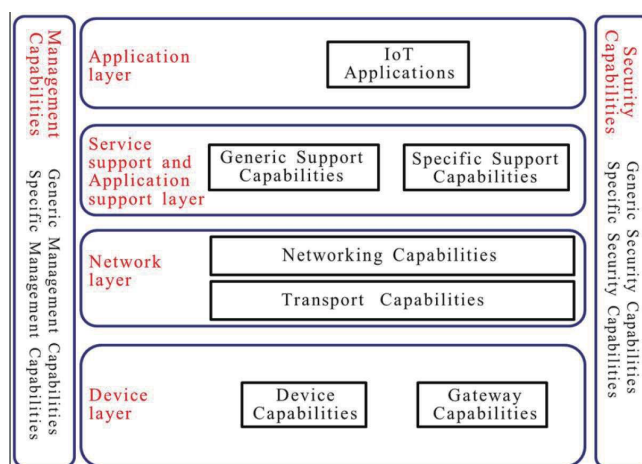 Management
Capabilities
Generic Management Capabilities
Specific Management Capabilities
Application
layer
IoT
Applications
Service
support and
Application
support layer
Generic Support
Capabilities
Specific Support
Capabilities
Network
layer
Networking Capabilities
Transport Capabilities
Device
layer
Device
Capabilities
Gateway
Capabilities
Security
Capabilities
Generic Security Capabilities
Specific Security Capabilities